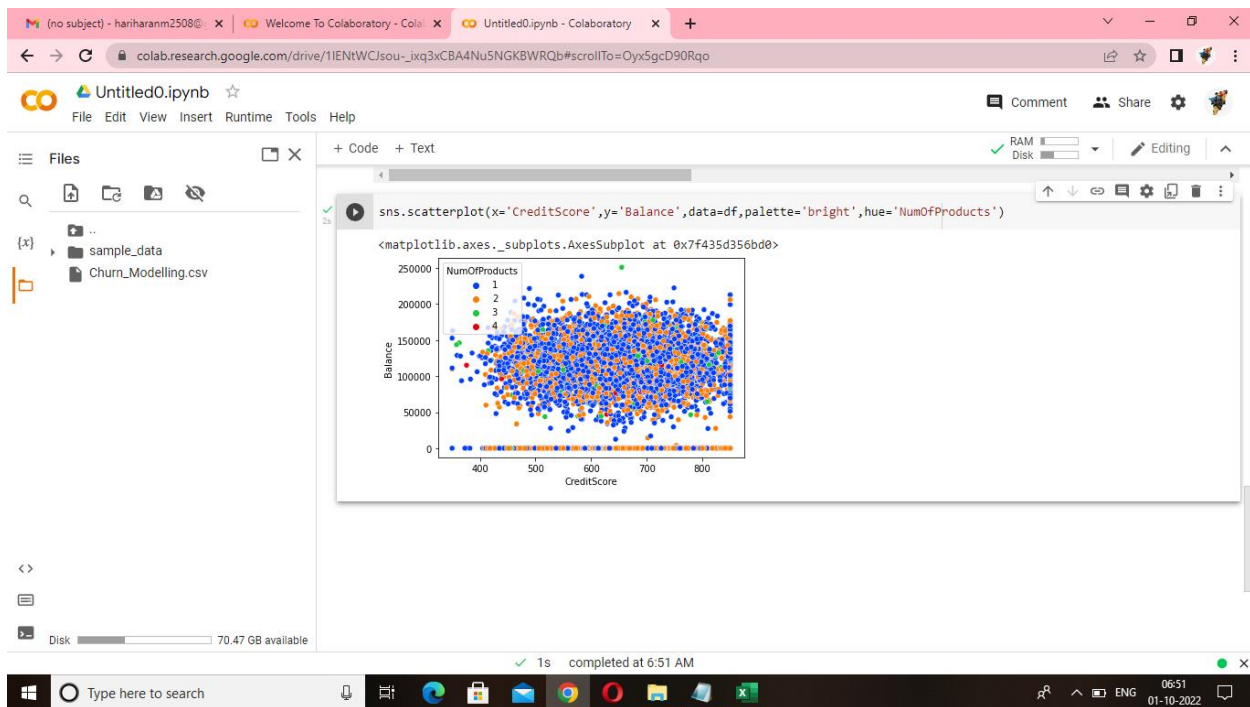 (no subject) - hariharanm2508@
Welcome To Colaboratory - Colal
Untitled0.ipynb - Colaboratory
colab.research.google.com/drive/1IENtWCJsou-_ixq3xCBA4Nu5NGKBWRQb#scrollTo=Oyx5gcD90Rqo
CO
Untitled0.ipynb
File Edit View Insert Runtime Tools Help
Comment
Share
Files
+ Code + Text
RAM
Disk
Editing
{x}
..
sample_data
Churn_Modelling.csv
2s
sns.scatterplot(x='CreditScore',y='Balance',data=df,palette='bright',hue='NumOfProducts')
<matplotlib.axes._subplots.AxesSubplot at 0x7f435d356bd0>
NumOfProducts
1
2
3
4
250000
200000
150000
100000
50000
0
Balance
400 500 600 700 800
CreditScore
Disk
70.47 GB available
1s completed at 6:51 AM
Type here to search
ENG
06:51
01-10-2022